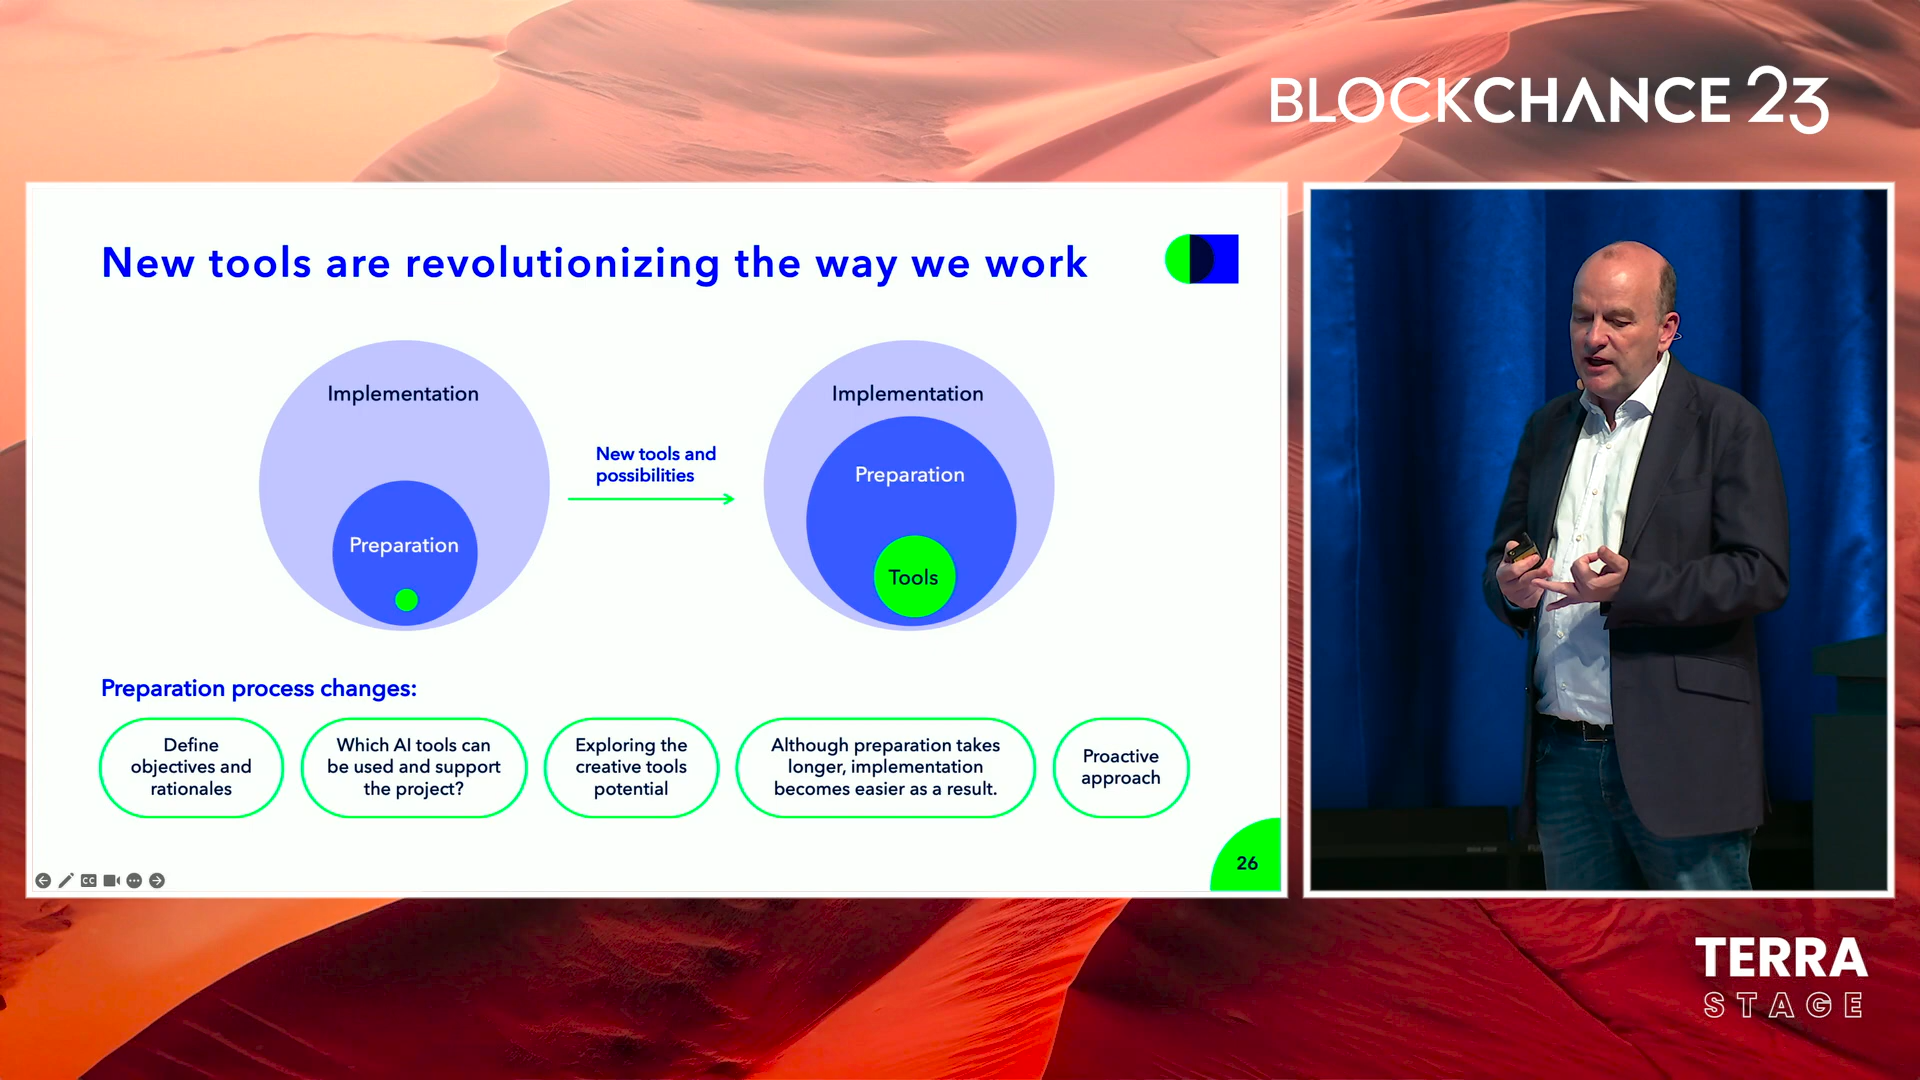 BLOCKCHANCE 23
New tools are revolutionizing the way we work
Implementation
Preparation
New tools and
possibilities
Implementation
Preparation
Tools
Preparation process changes:
Define
objectives and
rationales
Which AI tools can
be used and support
the project?
Exploring the
creative tools
potential
Although preparation takes
longer, implementation
becomes easier as a result.
Proactive
approach
CC
26
TERRA
STAGE